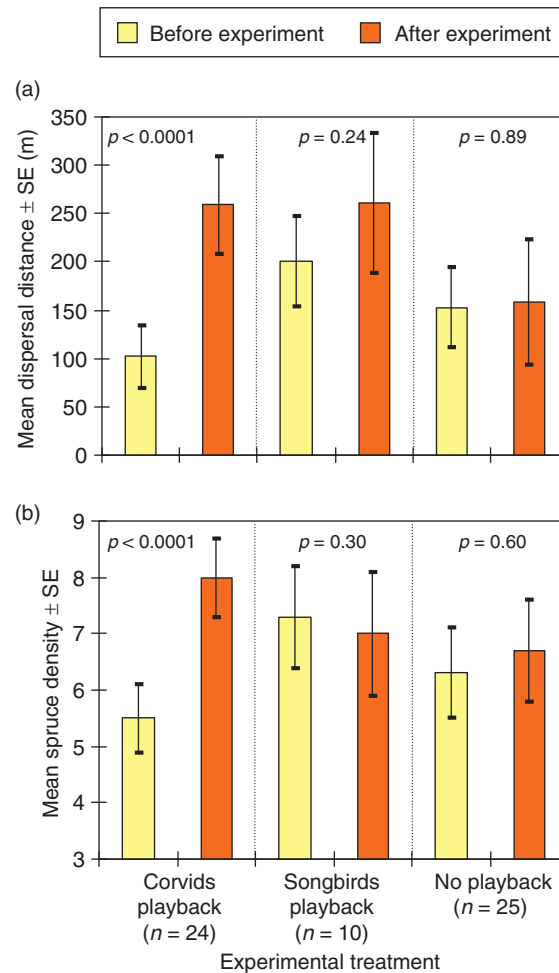 Before experiment After experiment
(a)
Mean dispersal distance ± SE (m)
350
300
250
200
150
100
50
0
p < 0.0001 p = 0.24 p = 0.89
(b)
Mean spruce density ± SE
9
8
7
6
5
4
3
p < 0.0001 p = 0.30 p = 0.60
Corvids playback (n = 24)
Songbirds playback (n = 10)
No playback (n = 25)
Experimental treatment